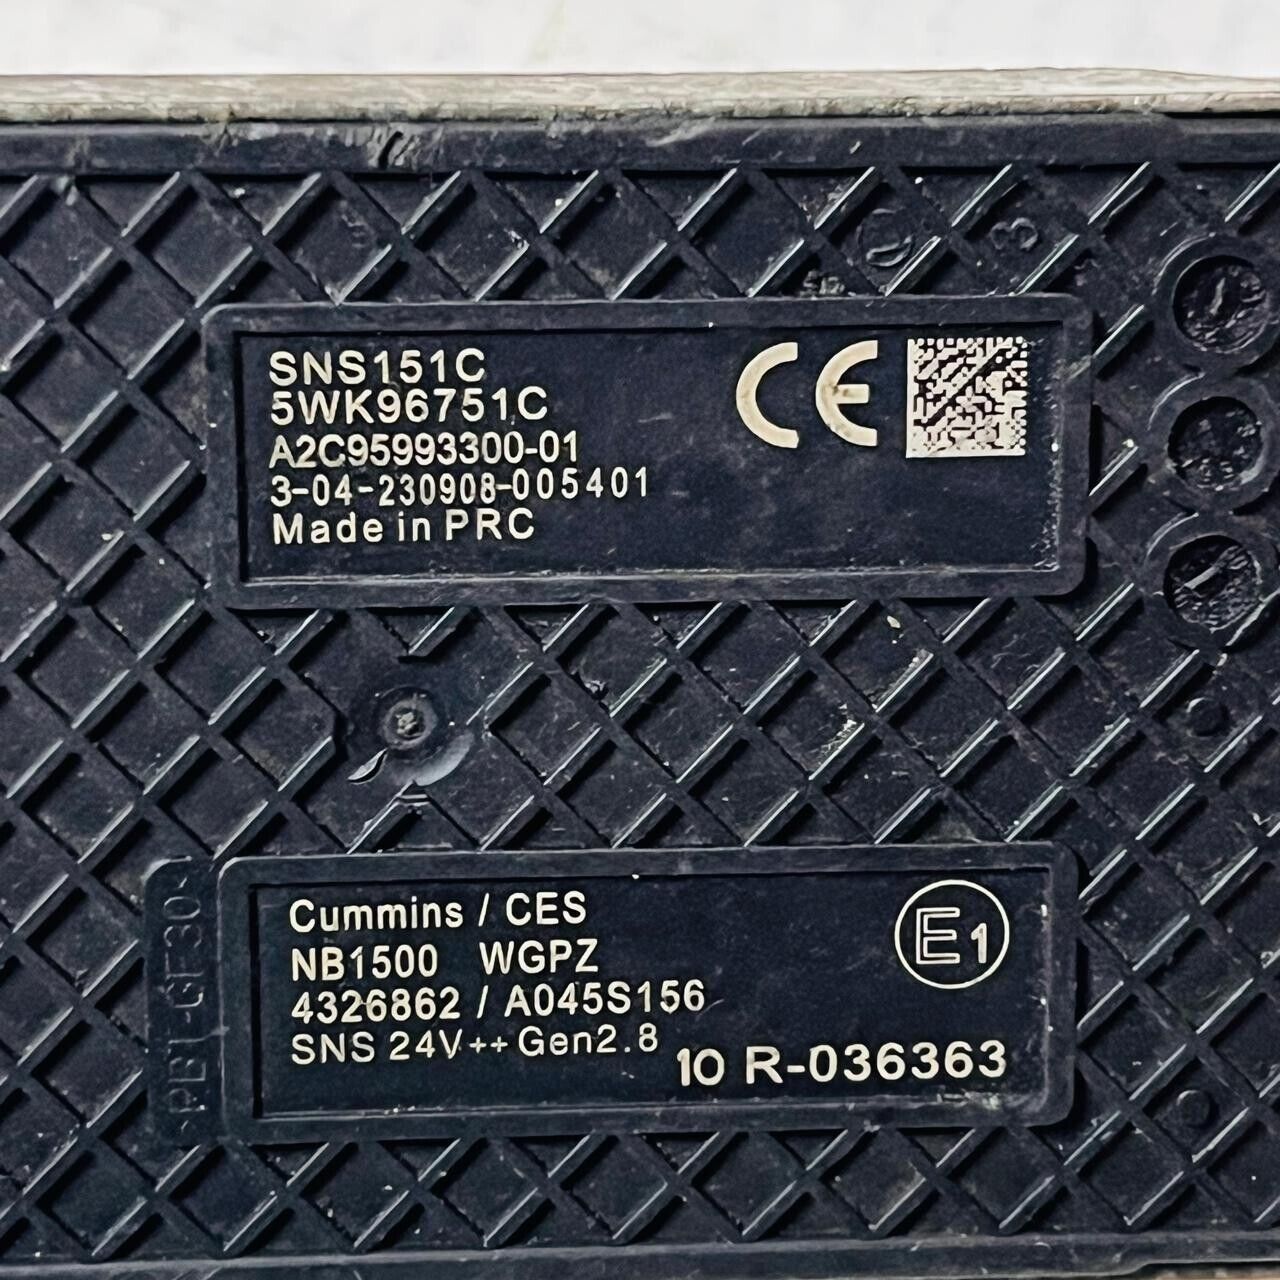 SNS151C
5WK96751C
A2C95993300-01
3-04-230908-005401
Made in PRC
CE
Cummins / CES
NB1500 WGPZ
4326862 / A045S156
SNS 24V++ Gen2.8
E1
10 R-036363
>PBT-GF30<
3